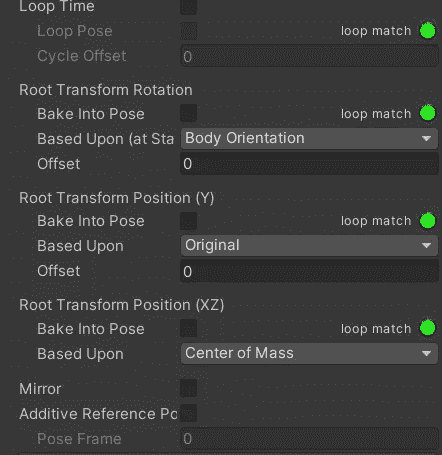 Loop Time
Loop Pose loop match
Cycle Offset 0
Root Transform Rotation
Bake Into Pose loop match
Based Upon (at Sta Body Orientation
Offset 0
Root Transform Position (Y)
Bake Into Pose loop match
Based Upon Original
Offset 0
Root Transform Position (XZ)
Bake Into Pose loop match
Based Upon Center of Mass
Mirror
Additive Reference Po
Pose Frame 0